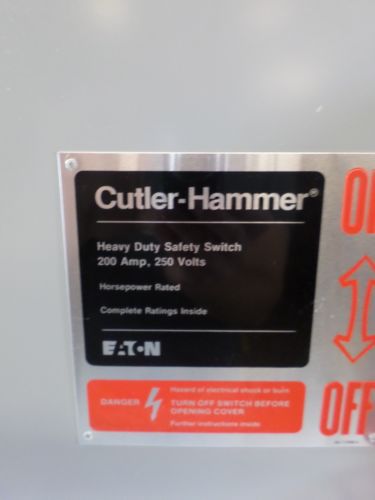 Cutler-Hammer®
Heavy Duty Safety Switch
200 Amp, 250 Volts
Horsepower Rated
Complete Ratings Inside
EATON
DANGER
Hazard of electrical shock or burn
TURN OFF SWITCH BEFORE
OPENING COVER
Further instructions inside
OFF